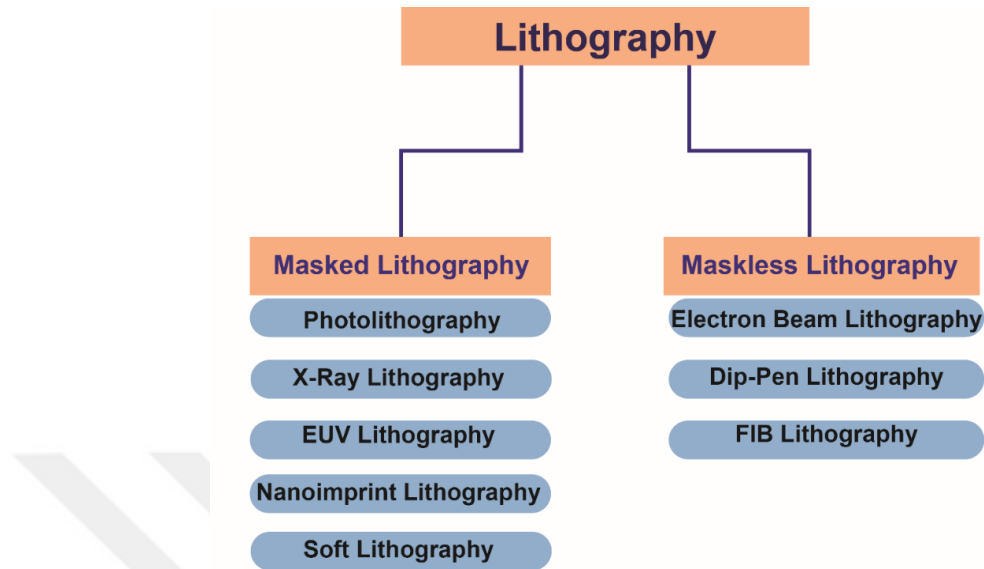 Lithography
Masked Lithography
Photolithography
X-Ray Lithography
EUV Lithography
Nanoimprint Lithography
Soft Lithography
Maskless Lithography
Electron Beam Lithography
Dip-Pen Lithography
FIB Lithography